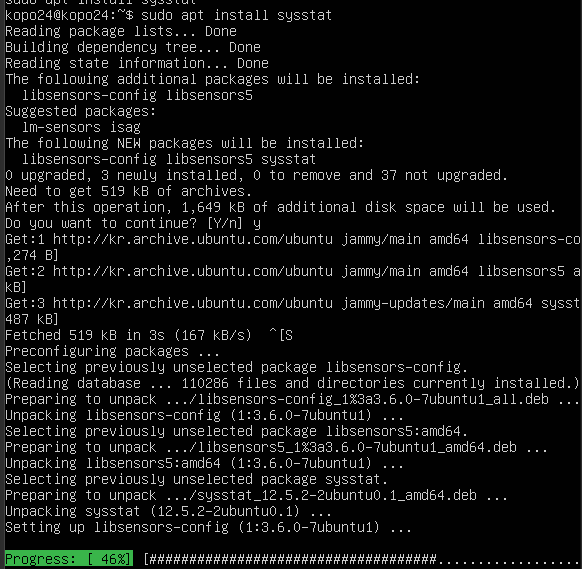 sudo apt install sysstat
kopo24@kopo24:~$ sudo apt install sysstat
Reading package lists... Done
Building dependency tree... Done
Reading state information... Done
The following additional packages will be installed:
  libsensors-config libsensors5
Suggested packages:
  lm-sensors isag
The following NEW packages will be installed:
  libsensors-config libsensors5 sysstat
0 upgraded, 3 newly installed, 0 to remove and 37 not upgraded.
Need to get 519 kB of archives.
After this operation, 1,649 kB of additional disk space will be used.
Do you want to continue? [Y/n] y
Get:1 http://kr.archive.ubuntu.com/ubuntu jammy/main amd64 libsensors-co
,274 B]
Get:2 http://kr.archive.ubuntu.com/ubuntu jammy/main amd64 libsensors5 a
kB]
Get:3 http://kr.archive.ubuntu.com/ubuntu jammy-updates/main amd64 sysst
487 kB]
Fetched 519 kB in 3s (167 kB/s)  ^[S
Preconfiguring packages ...
Selecting previously unselected package libsensors-config.
(Reading database ... 110286 files and directories currently installed.)
Preparing to unpack .../libsensors-config_1%3a3.6.0-7ubuntu1_all.deb ...
Unpacking libsensors-config (1:3.6.0-7ubuntu1) ...
Selecting previously unselected package libsensors5:amd64.
Preparing to unpack .../libsensors5_1%3a3.6.0-7ubuntu1_amd64.deb ...
Unpacking libsensors5:amd64 (1:3.6.0-7ubuntu1) ...
Selecting previously unselected package sysstat.
Preparing to unpack .../sysstat_12.5.2-2ubuntu0.1_amd64.deb ...
Unpacking sysstat (12.5.2-2ubuntu0.1) ...
Setting up libsensors-config (1:3.6.0-7ubuntu1) ...
Progress: [ 46%] [####################################..................